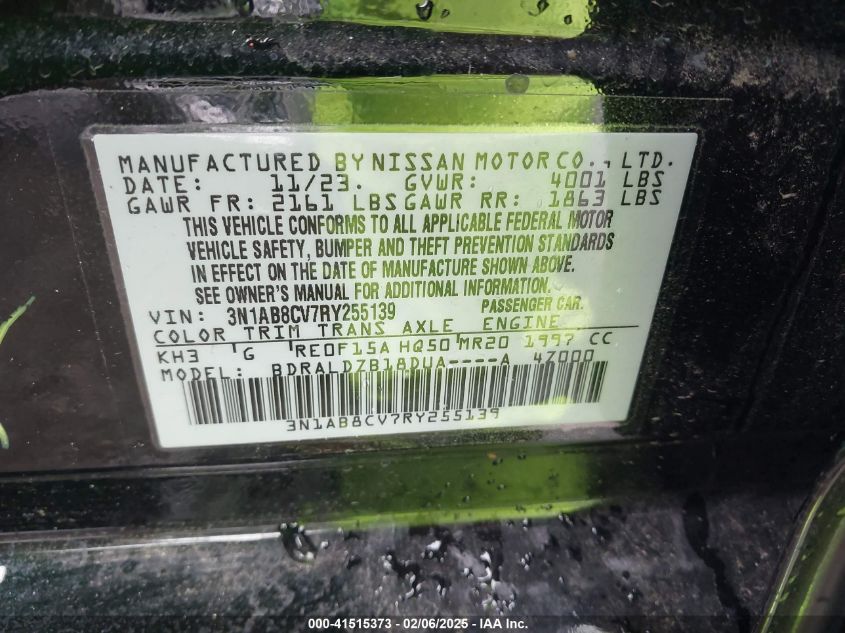 MANUFACTURED BY NISSAN MOTOR CO., LTD.
DATE: 11/23. GVWR: 4001 LBS
GAWR FR: 2161 LBS GAWR RR: 1863 LBS
THIS VEHICLE CONFORMS TO ALL APPLICABLE FEDERAL MOTOR
VEHICLE SAFETY, BUMPER AND THEFT PREVENTION STANDARDS
IN EFFECT ON THE DATE OF MANUFACTURE SHOWN ABOVE.
SEE OWNER'S MANUAL FOR ADDITIONAL INFORMATION.
VIN: 3N1AB8CV7RY255139 PASSENGER CAR.
COLOR TRIM TRANS AXLE ENGINE
KH3 G RE0F15A HQ50 MR20 1997 CC
MODEL: BDRALDZB18DUA----A 47000
3N1AB8CV7RY255139
000-41515373 - 02/06/2025 - IAA Inc.